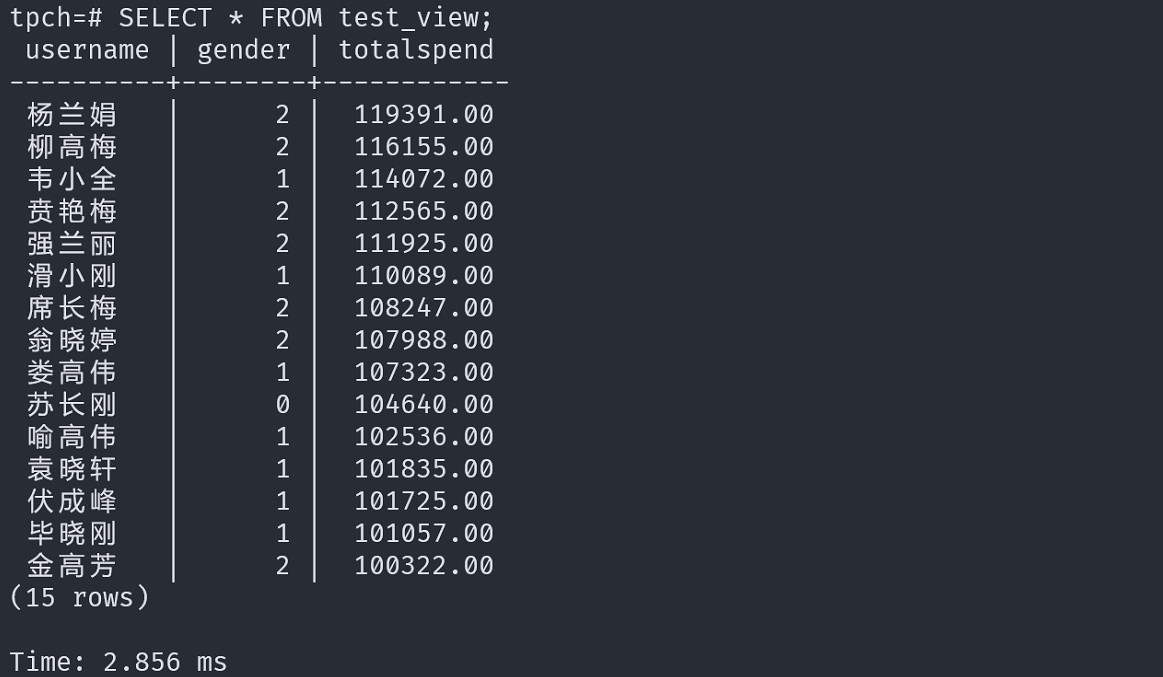 tpch=# SELECT * FROM test_view;
 username | gender | totalspend
----------+--------+------------
 杨兰娟   |      2 |  119391.00
 柳高梅   |      2 |  116155.00
 韦小全   |      1 |  114072.00
 贲艳梅   |      2 |  112565.00
 强兰丽   |      2 |  111925.00
 滑小刚   |      1 |  110089.00
 席长梅   |      2 |  108247.00
 翁晓婷   |      2 |  107988.00
 娄高伟   |      1 |  107323.00
 苏长刚   |      0 |  104640.00
 喻高伟   |      1 |  102536.00
 袁晓轩   |      1 |  101835.00
 伏成峰   |      1 |  101725.00
 毕晓刚   |      1 |  101057.00
 金高芳   |      2 |  100322.00
(15 rows)

Time: 2.856 ms